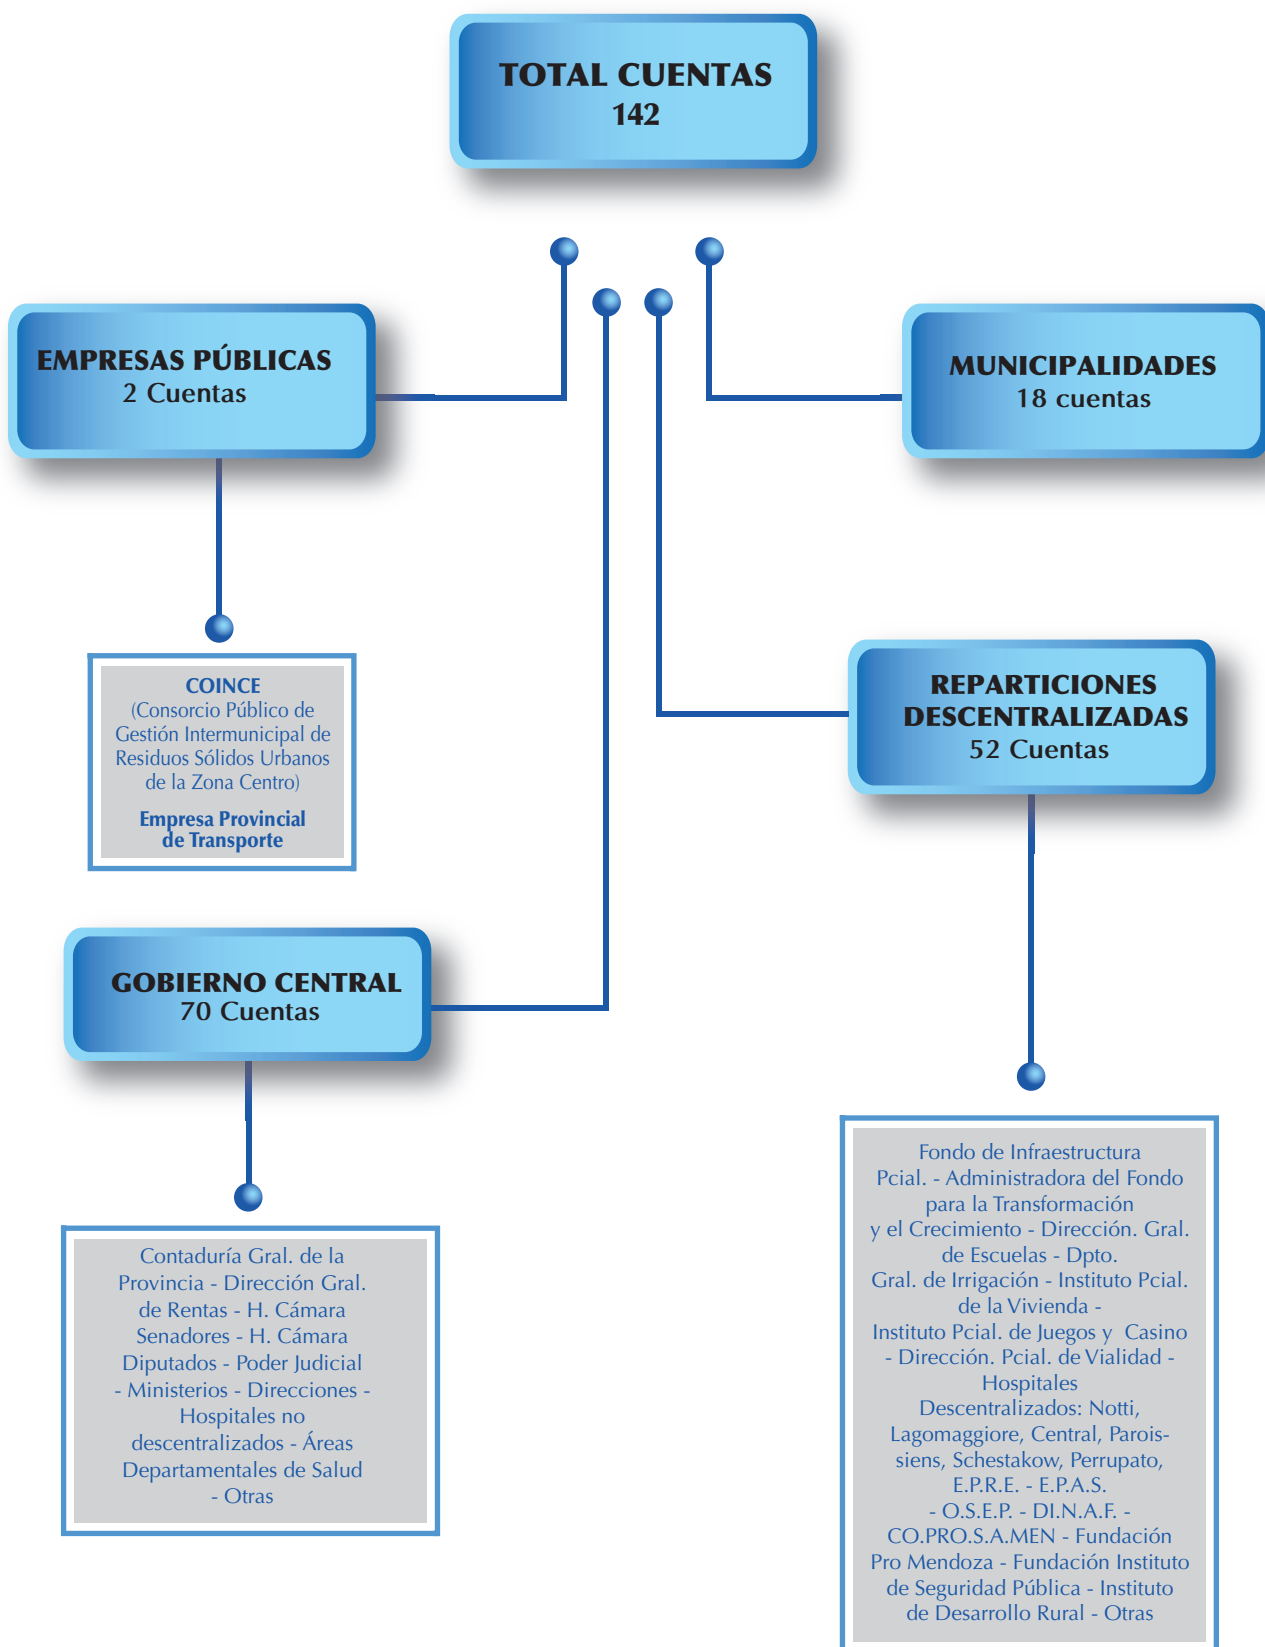 TOTAL CUENTAS
142
EMPRESAS PÚBLICAS
2 Cuentas
MUNICIPALIDADES
18 cuentas
COINCE
(Consorcio Público de
Gestión Intermunicipal de
Residuos Sólidos Urbanos
de la Zona Centro)
Empresa Provincial
de Transporte
REPARTICIONES
DESCENTRALIZADAS
52 Cuentas
GOBIERNO CENTRAL
70 Cuentas
Contaduría Gral. de la
Provincia - Dirección Gral.
de Rentas - H. Cámara
Senadores - H. Cámara
Diputados - Poder Judicial
- Ministerios - Direcciones -
Hospitales no
descentralizados - Áreas
Departamentales de Salud
- Otras
Fondo de Infraestructura
Pcial. - Administradora del Fondo
para la Transformación
y el Crecimiento - Dirección. Gral.
de Escuelas - Dpto.
Gral. de Irrigación - Instituto Pcial.
de la Vivienda -
Instituto Pcial. de Juegos y Casino
- Dirección. Pcial. de Vialidad -
Hospitales
Descentralizados: Notti,
Lagomaggiore, Central, Parois-
siens, Schestakow, Perrupato,
E.P.R.E. - E.P.A.S.
- O.S.E.P. - DI.N.A.F. -
CO.PRO.S.A.MEN - Fundación
Pro Mendoza - Fundación Instituto
de Seguridad Pública - Instituto
de Desarrollo Rural - Otras